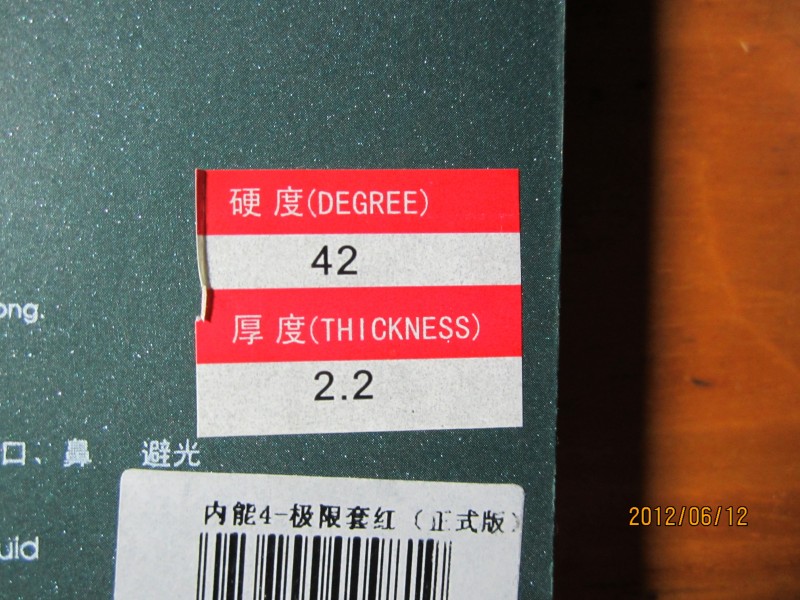 硬度(DEGREE)
42
厚度(THICKNESS)
2.2
ong.
口、鼻 避光
内能4-极限套红(正式版)
uid
2012/06/12